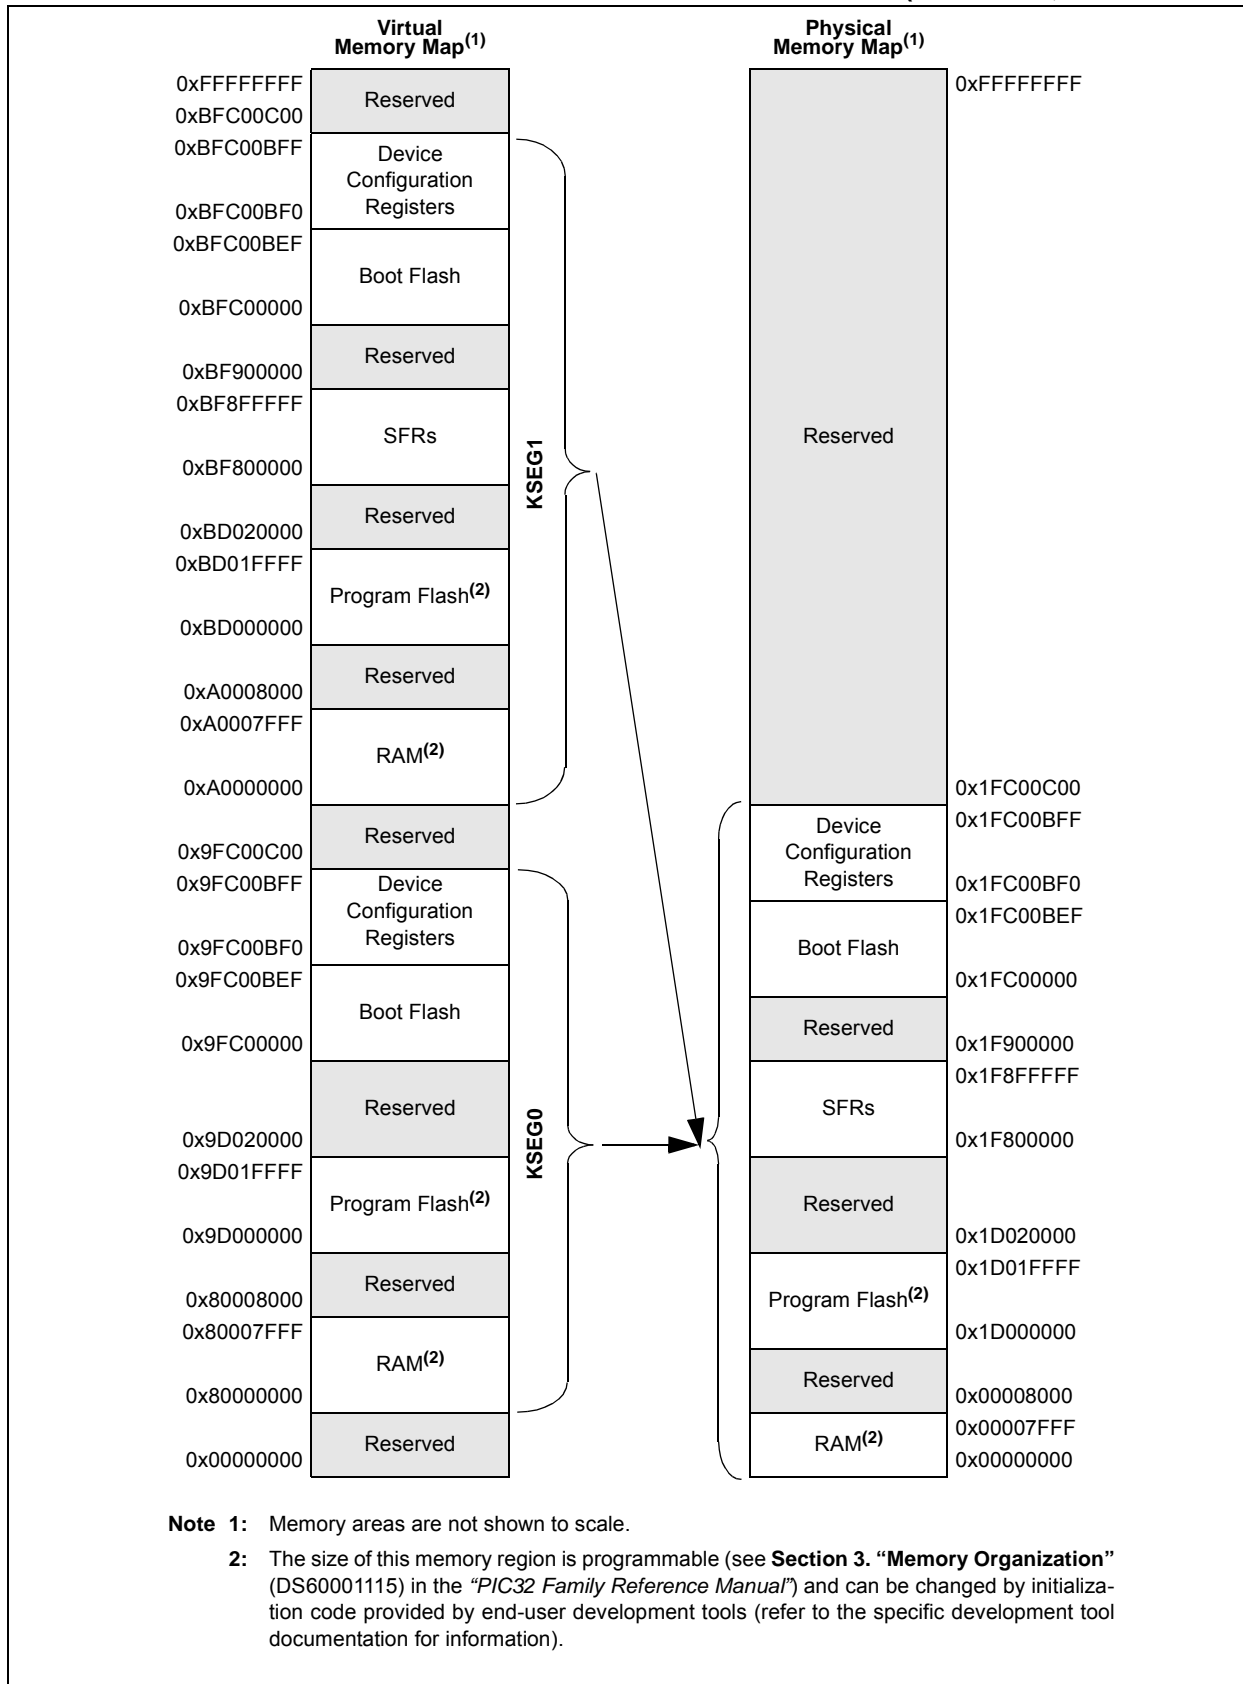 Virtual
Memory Map(1)
0xFFFFFFFF
Reserved
0xBFC00C00
0xBFC00BFF
Device
Configuration
Registers
0xBFC00BF0
0xBFC00BEF
Boot Flash
0xBFC00000
Reserved
0xBF900000
0xBF8FFFFF
SFRs
0xBF800000
Reserved
0xBD020000
0xBD01FFFF
Program Flash(2)
0xBD000000
Reserved
0xA0008000
0xA0007FFF
RAM(2)
0xA0000000
Reserved
0x9FC00C00
0x9FC00BFF
Device
Configuration
Registers
0x9FC00BF0
0x9FC00BEF
Boot Flash
0x9FC00000
Reserved
0x9D020000
0x9D01FFFF
Program Flash(2)
0x9D000000
Reserved
0x80008000
0x80007FFF
RAM(2)
0x80000000
Reserved
0x00000000
KSEG1
KSEG0
Physical
Memory Map(1)
0xFFFFFFFF
Reserved
0x1FC00C00
0x1FC00BFF
Device
Configuration
Registers
0x1FC00BF0
0x1FC00BEF
Boot Flash
0x1FC00000
Reserved
0x1F900000
0x1F8FFFFF
SFRs
0x1F800000
Reserved
0x1D020000
0x1D01FFFF
Program Flash(2)
0x1D000000
Reserved
0x00008000
0x00007FFF
RAM(2)
0x00000000
Note 1: Memory areas are not shown to scale.
2: The size of this memory region is programmable (see Section 3. “Memory Organization”
(DS60001115) in the “PIC32 Family Reference Manual”) and can be changed by initializa-
tion code provided by end-user development tools (refer to the specific development tool
documentation for information).